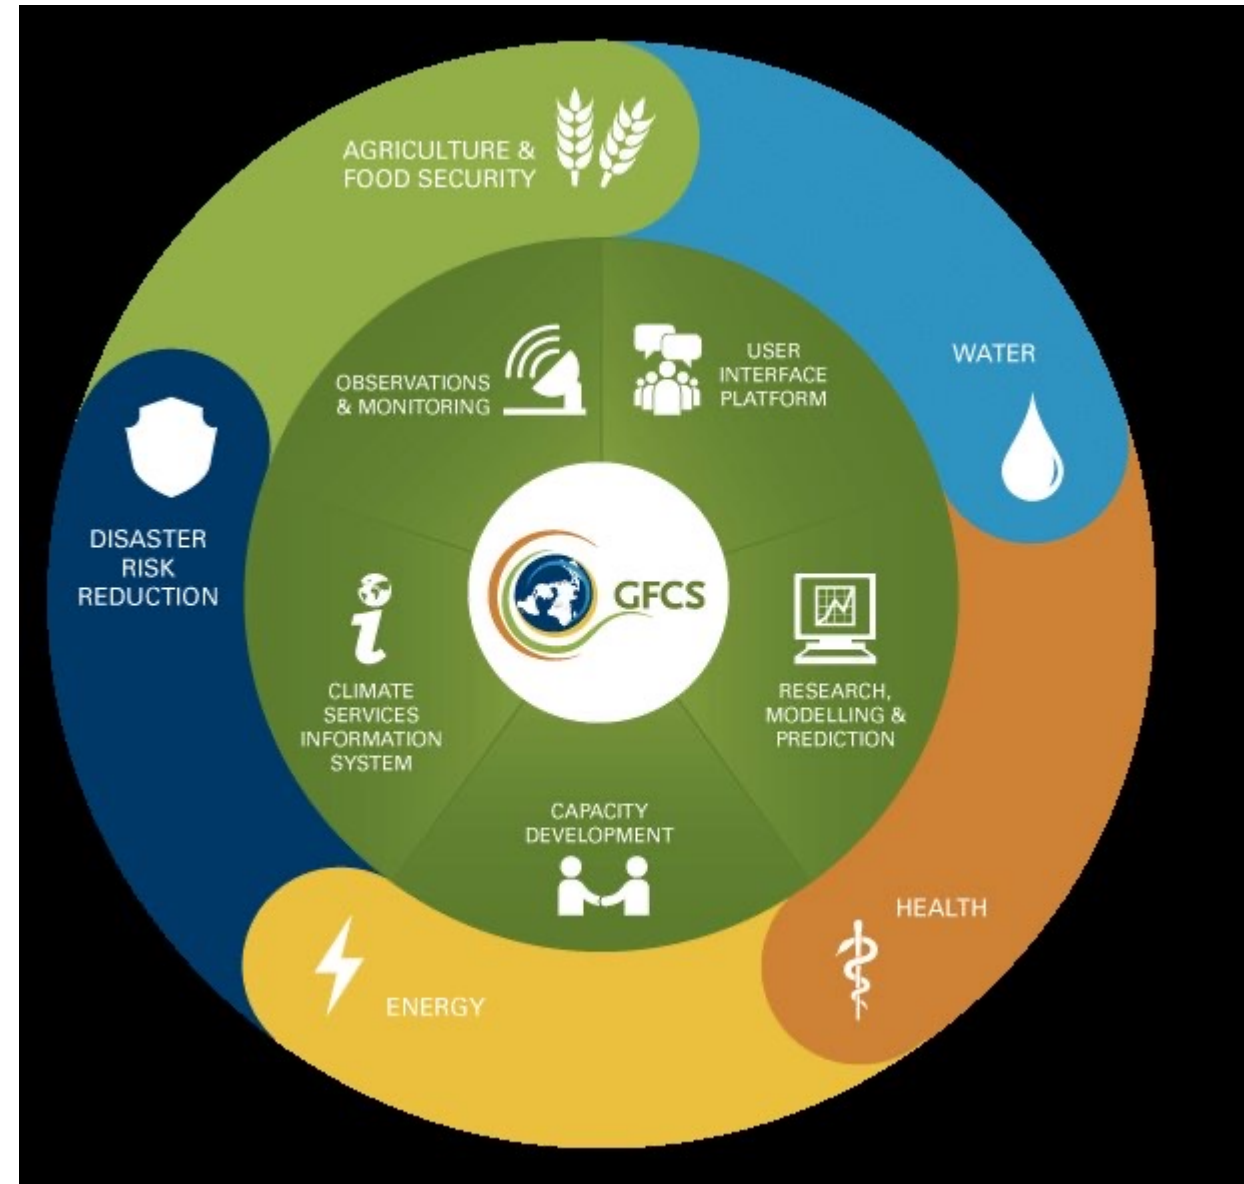 AGRICULTURE &
FOOD SECURITY
WATER
OBSERVATIONS
& MONITORING
USER
INTERFACE
PLATFORM
DISASTER
RISK
REDUCTION
GFCS
CLIMATE
SERVICES
INFORMATION
SYSTEM
RESEARCH,
MODELLING &
PREDICTION
CAPACITY
DEVELOPMENT
HEALTH
ENERGY